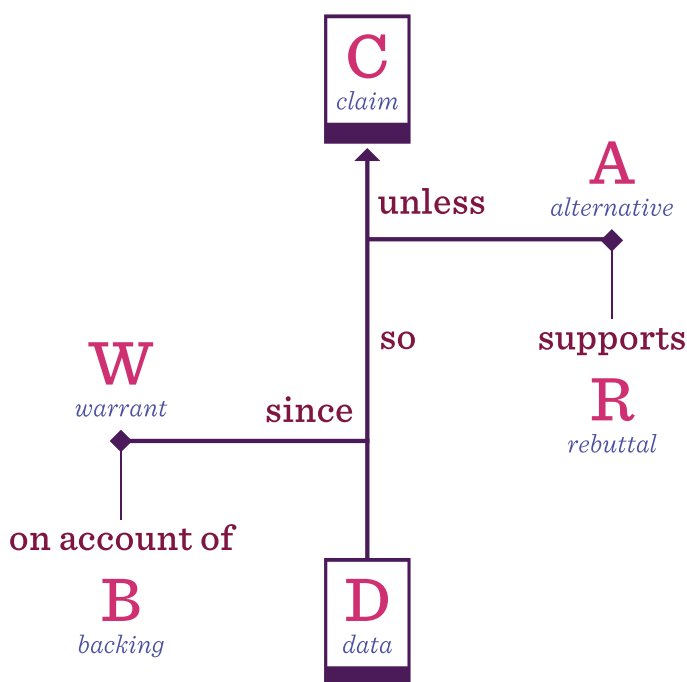 C
claim
A
alternative
unless
so
supports
R
rebuttal
W
warrant
since
on account of
B
backing
D
data